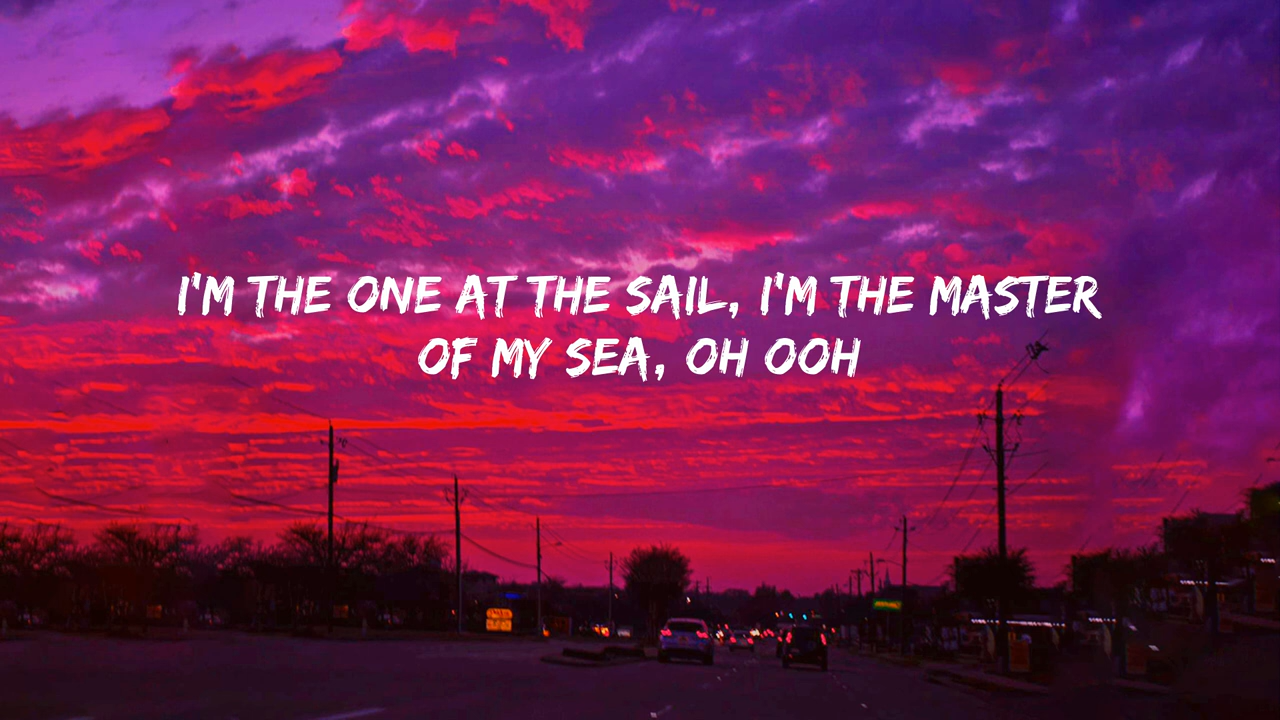 I'M THE ONE AT THE SAIL, I'M THE MASTER
OF MY SEA, OH OOH